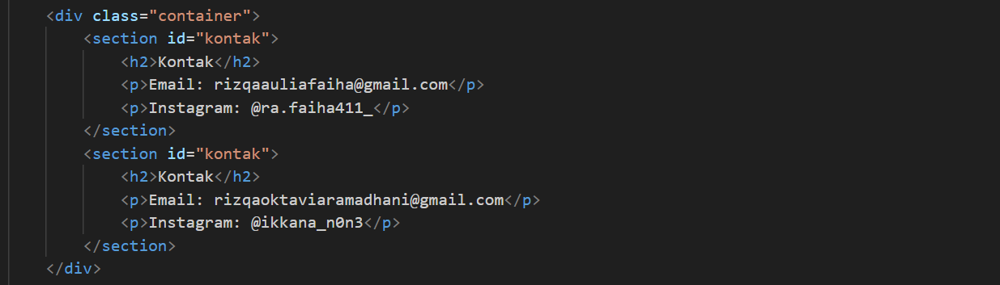 <div class="container">
<section id="kontak">
<h2>Kontak</h2>
<p>Email: rizqaauliafaiha@gmail.com</p>
<p>Instagram: @ra.faiha411_</p>
</section>
<section id="kontak">
<h2>Kontak</h2>
<p>Email: rizqaoktaviaramadhani@gmail.com</p>
<p>Instagram: @ikkana_n0n3</p>
</section>
</div>